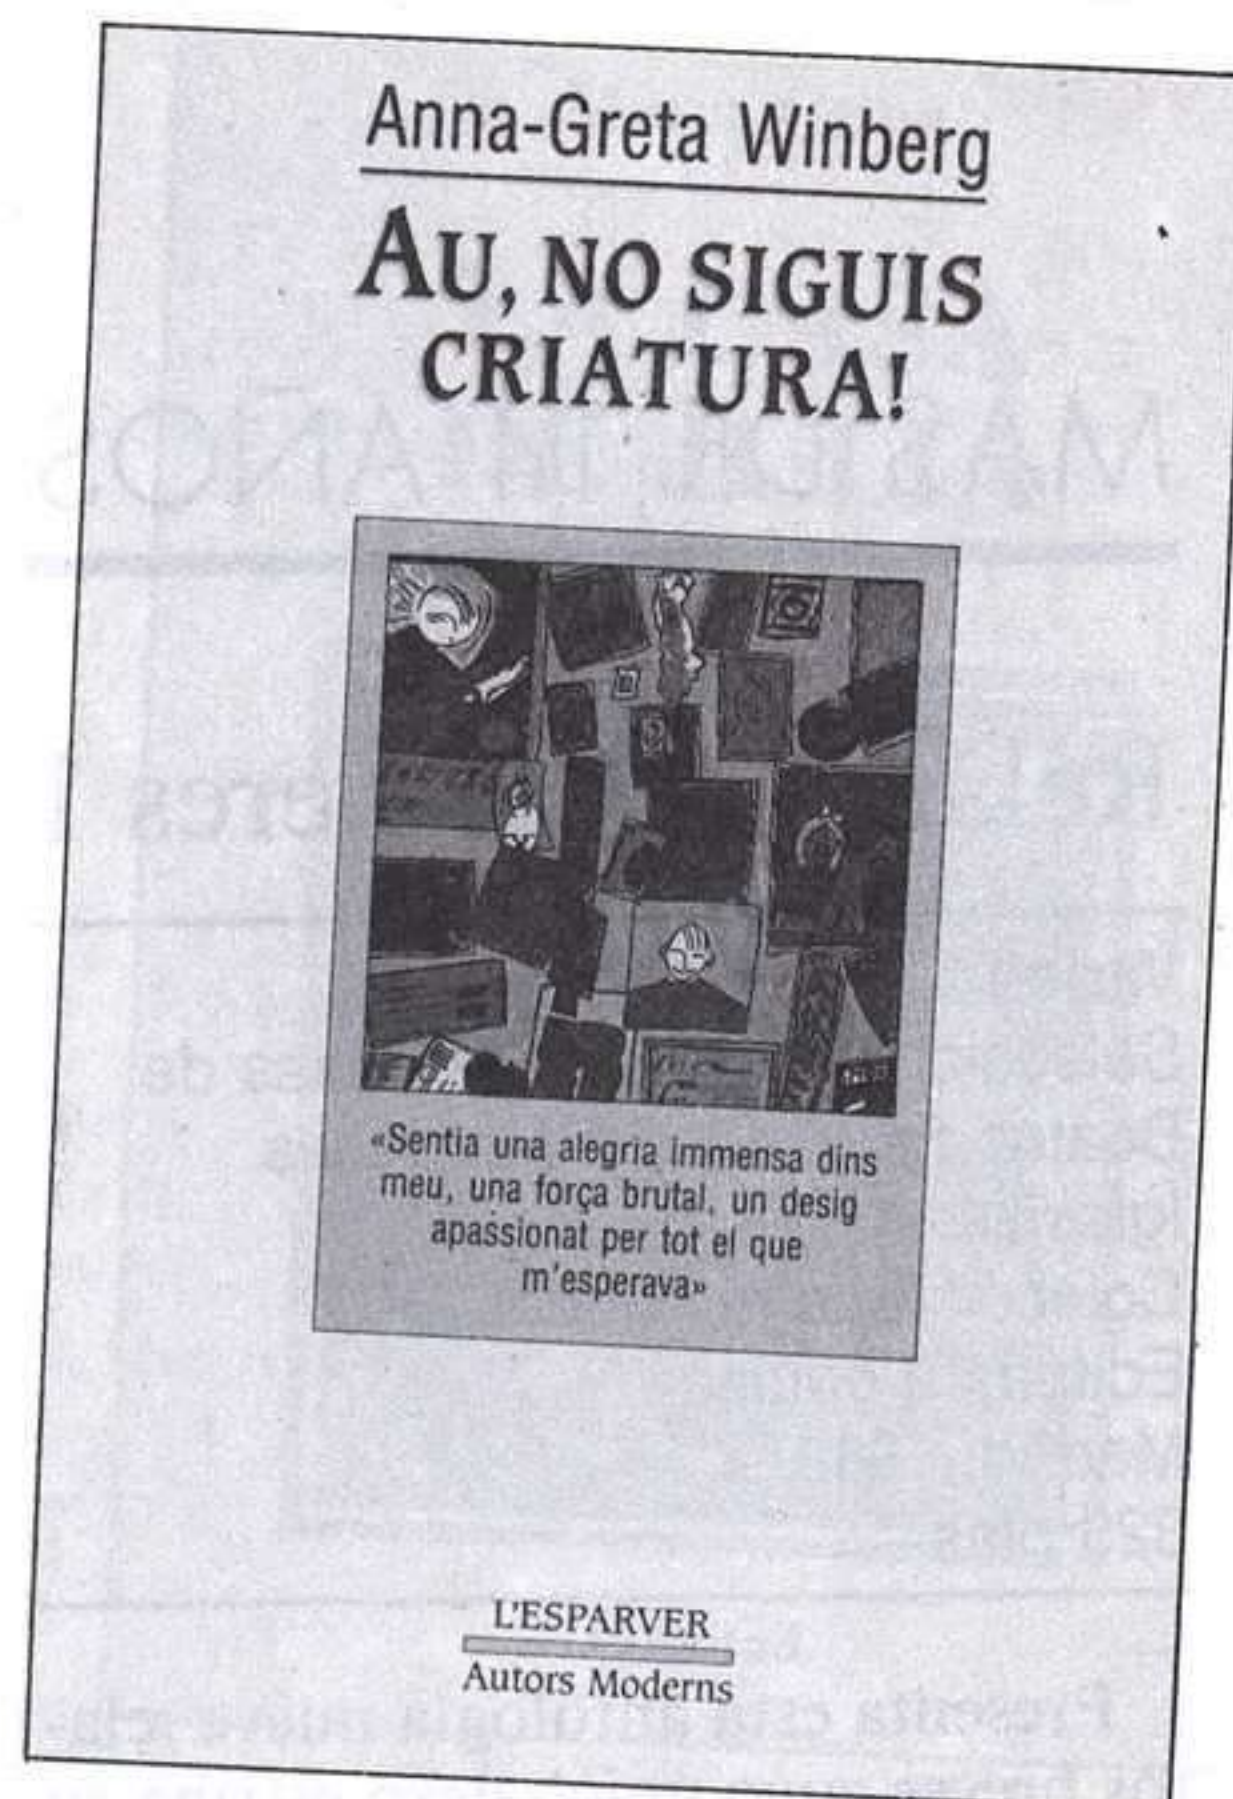 Anna-Greta Winberg
AU, NO SIGUIS
CRIATURA!
«Sentia una alegria immensa dins
meu, una força brutal, un desig
apassionat per tot el que
m'esperava»
L'ESPARVER
Autors Moderns